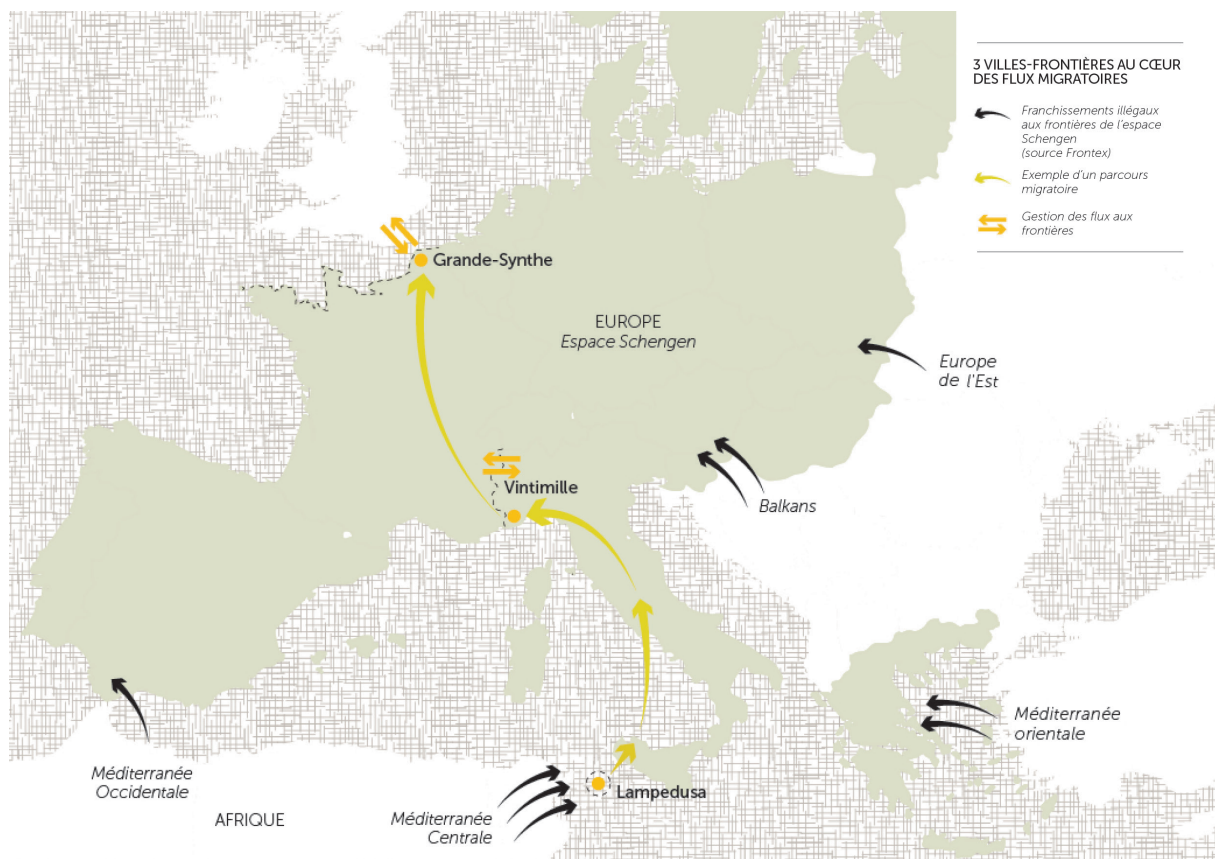 3 VILLES-FRONTIÈRES AU CŒUR
DES FLUX MIGRATOIRES
Franchissements illégaux
aux frontières de l'espace
Schengen
(source Frontex)
Exemple d'un parcours
migratoire
Gestion des flux aux
frontières
Grande-Synthe
EUROPE
Espace Schengen
Europe
de l'Est
Vintimille
Balkans
Méditerranée
orientale
Méditerranée
Occidentale
Lampedusa
Méditerranée
Centrale
AFRIQUE